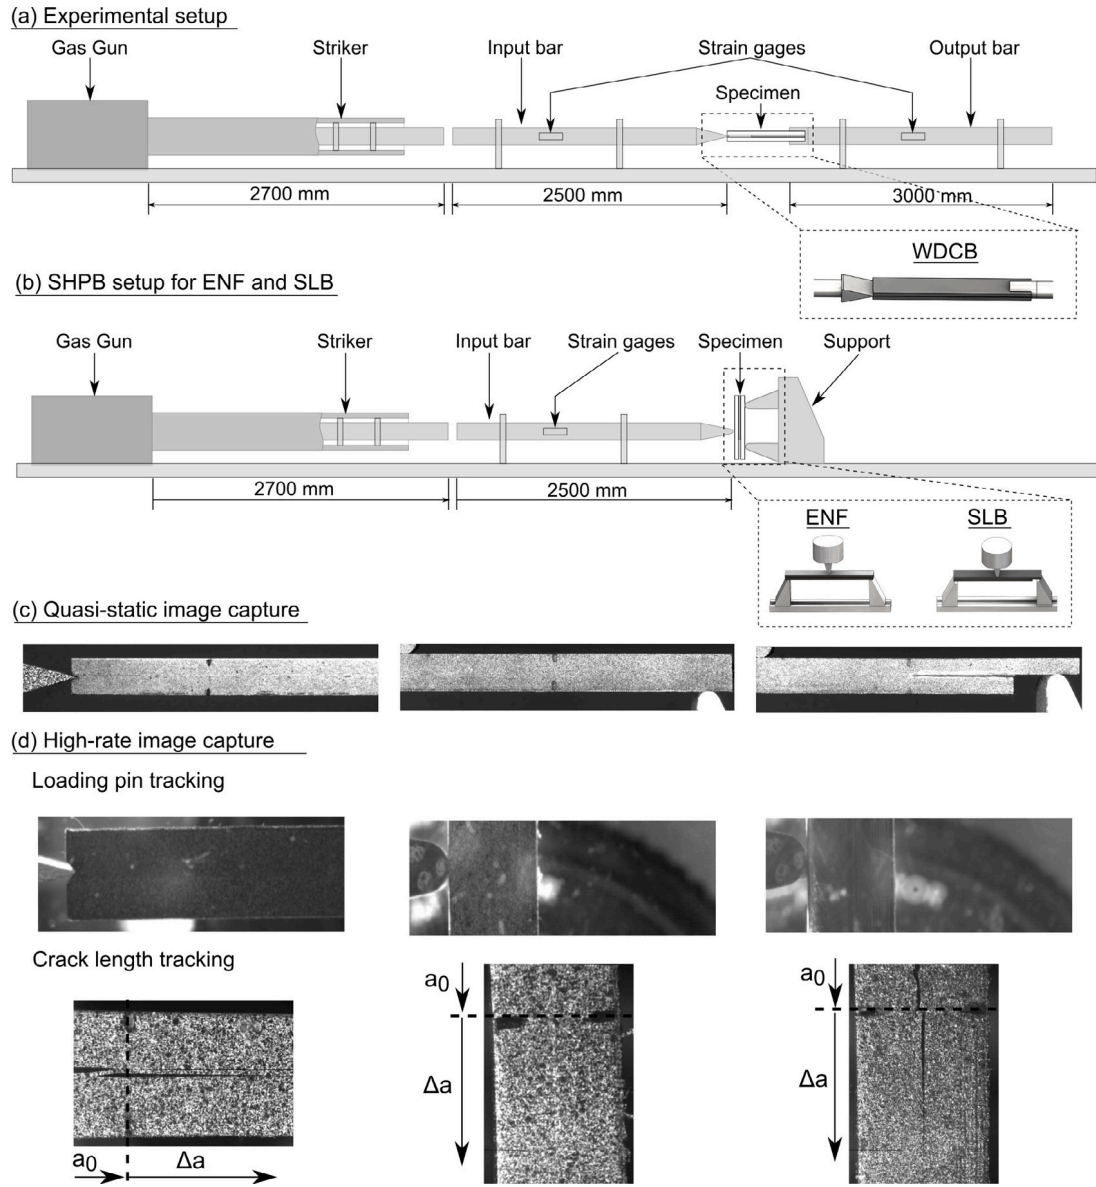 (a) Experimental setup
Gas Gun
Striker
Input bar
Strain gages
Output bar
Specimen
2700 mm
2500 mm
3000 mm
WDCB
(b) SHPB setup for ENF and SLB
Gas Gun
Striker
Input bar
Strain gages
Specimen
Support
2700 mm
2500 mm
ENF
SLB
(c) Quasi-static image capture
(d) High-rate image capture
Loading pin tracking
Crack length tracking
a0
Δa
a0
Δa
a0
Δa